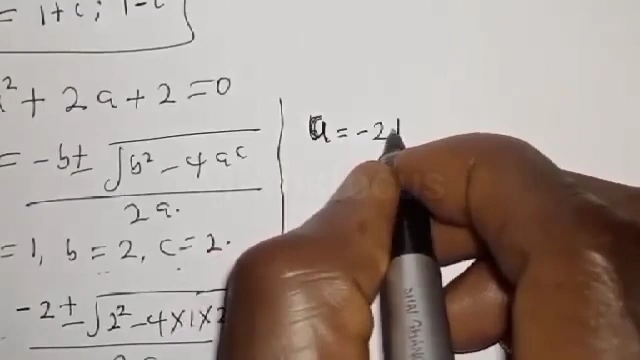 = 1+i; 1-i
a² + 2a + 2 = 0
= -b ± √b² - 4ac
2a.
= 1, b = 2, c = 2.
-2 ± √2² - 4×1×2
a = -2